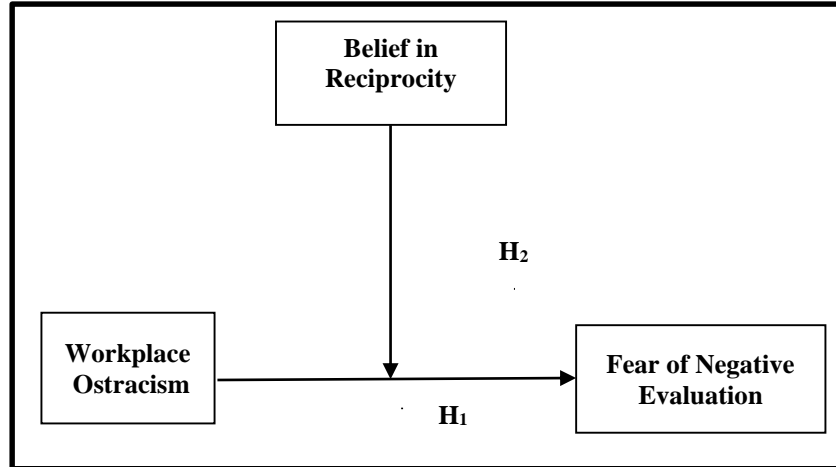 Belief in
Reciprocity
H₂
Workplace
Ostracism
Fear of Negative
Evaluation
H₁